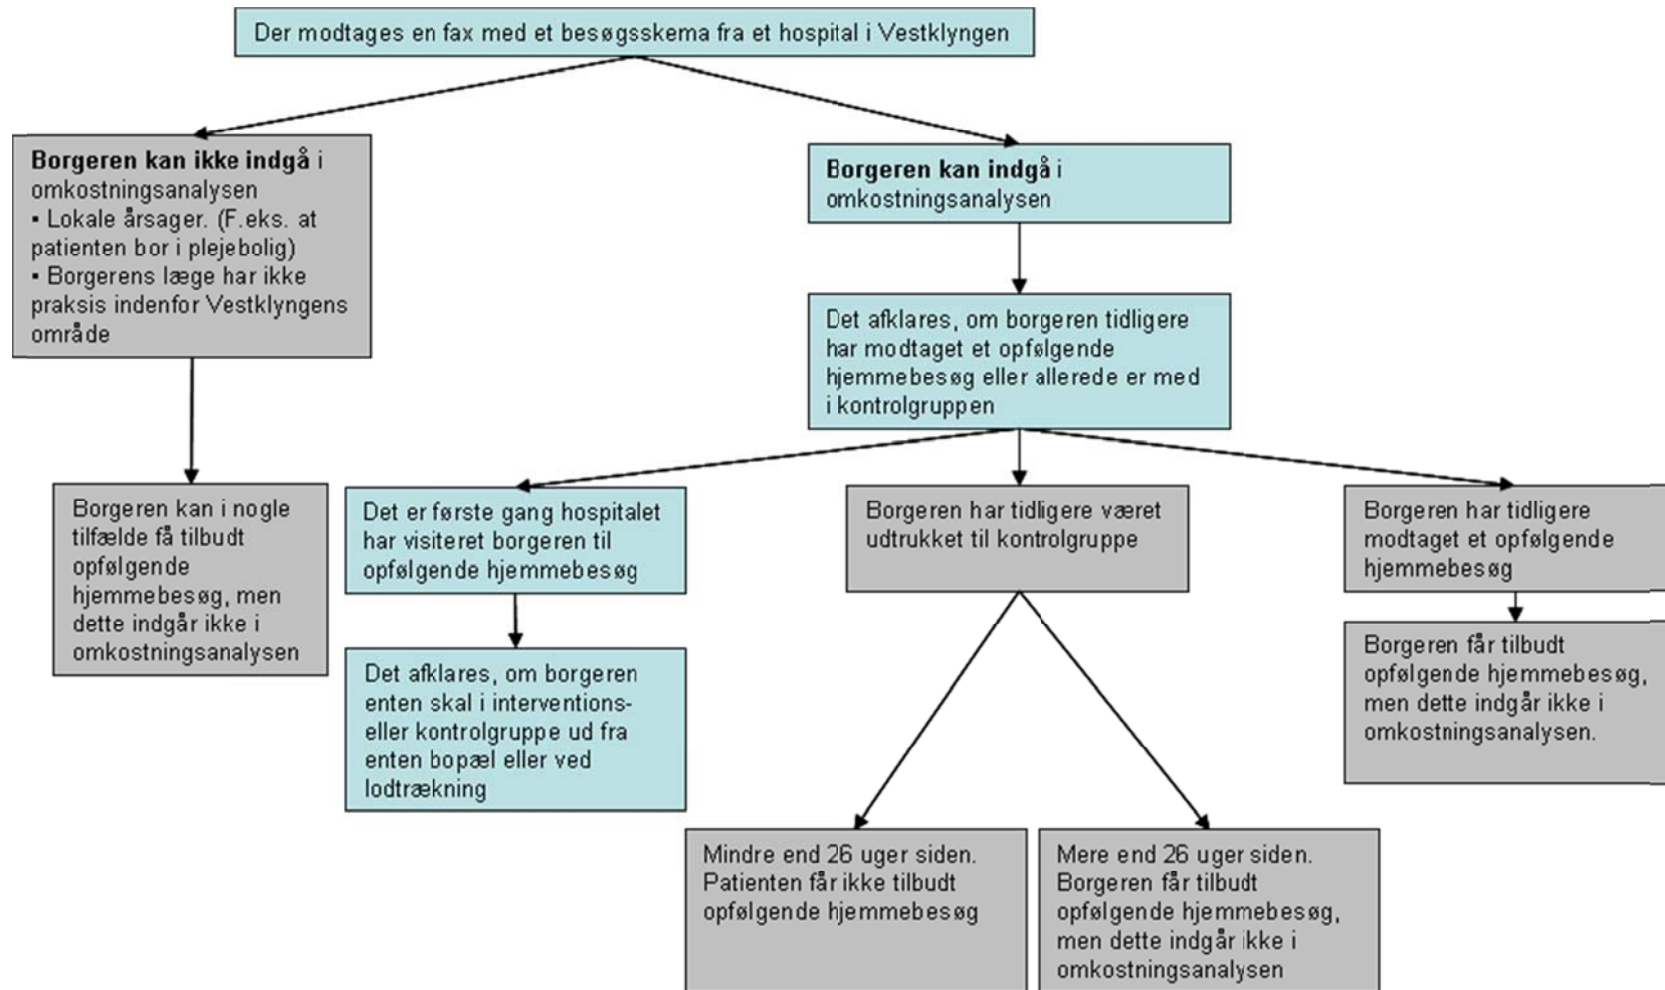 Der modtages en fax med et besøgsskema fra et hospital i Vestklyngen
Borgeren kan ikke indgå i
omkostningsanalysen
▪ Lokale årsager. (F.eks. at
patienten bor i plejebolig)
▪ Borgerens læge har ikke
praksis indenfor Vestklyngens
område
Borgeren kan indgå i
omkostningsanalysen
Det afklares, om borgeren tidligere
har modtaget et opfølgende
hjemmebesøg eller allerede er med
i kontrolgruppen
Borgeren kan i nogle
tilfælde få tilbudt
opfølgende
hjemmebesøg, men
dette indgår ikke i
omkostningsanalysen
Det er første gang hospitalet
har visiteret borgeren til
opfølgende hjemmebesøg
Borgeren har tidligere været
udtrukket til kontrolgruppe
Borgeren har tidligere
modtaget et opfølgende
hjemmebesøg
Det afklares, om borgeren
enten skal i interventions-
eller kontrolgruppe ud fra
enten bopæl eller ved
lodtrækning
Borgeren får tilbudt
opfølgende hjemmebesøg,
men dette indgår ikke i
omkostningsanalysen.
Mindre end 26 uger siden.
Patienten får ikke tilbudt
opfølgende hjemmebesøg
Mere end 26 uger siden.
Borgeren får tilbudt
opfølgende hjemmebesøg,
men dette indgår ikke i
omkostningsanalysen